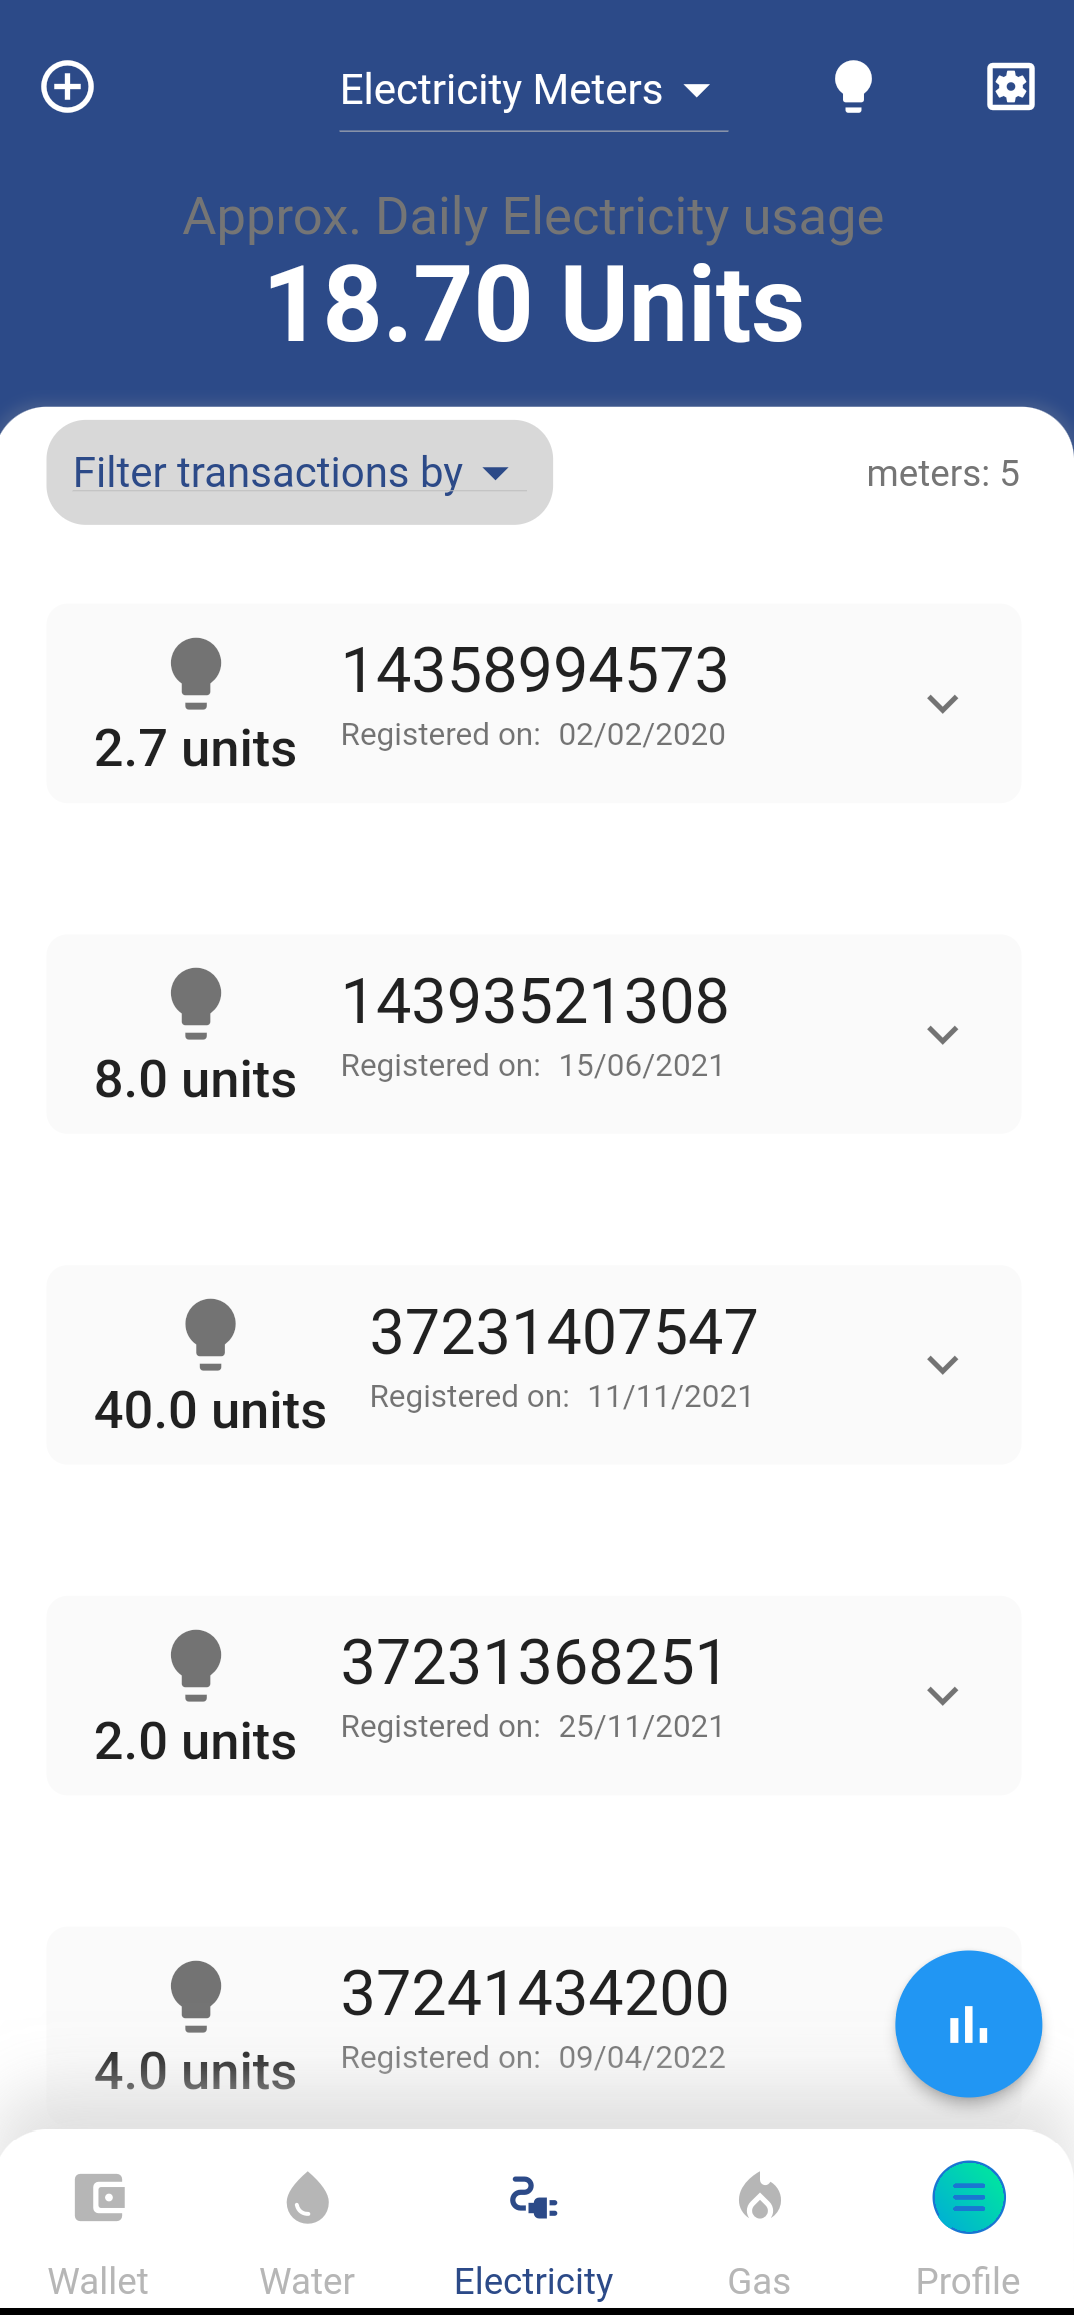 Electricity Meters
Approx. Daily Electricity usage
18.70 Units
Filter transactions by
meters: 5
14358994573
2.7 units
Registered on: 02/02/2020
14393521308
8.0 units
Registered on: 15/06/2021
37231407547
40.0 units
Registered on: 11/11/2021
37231368251
2.0 units
Registered on: 25/11/2021
37241434200
4.0 units
Registered on: 09/04/2022
Wallet
Water
Electricity
Gas
Profile